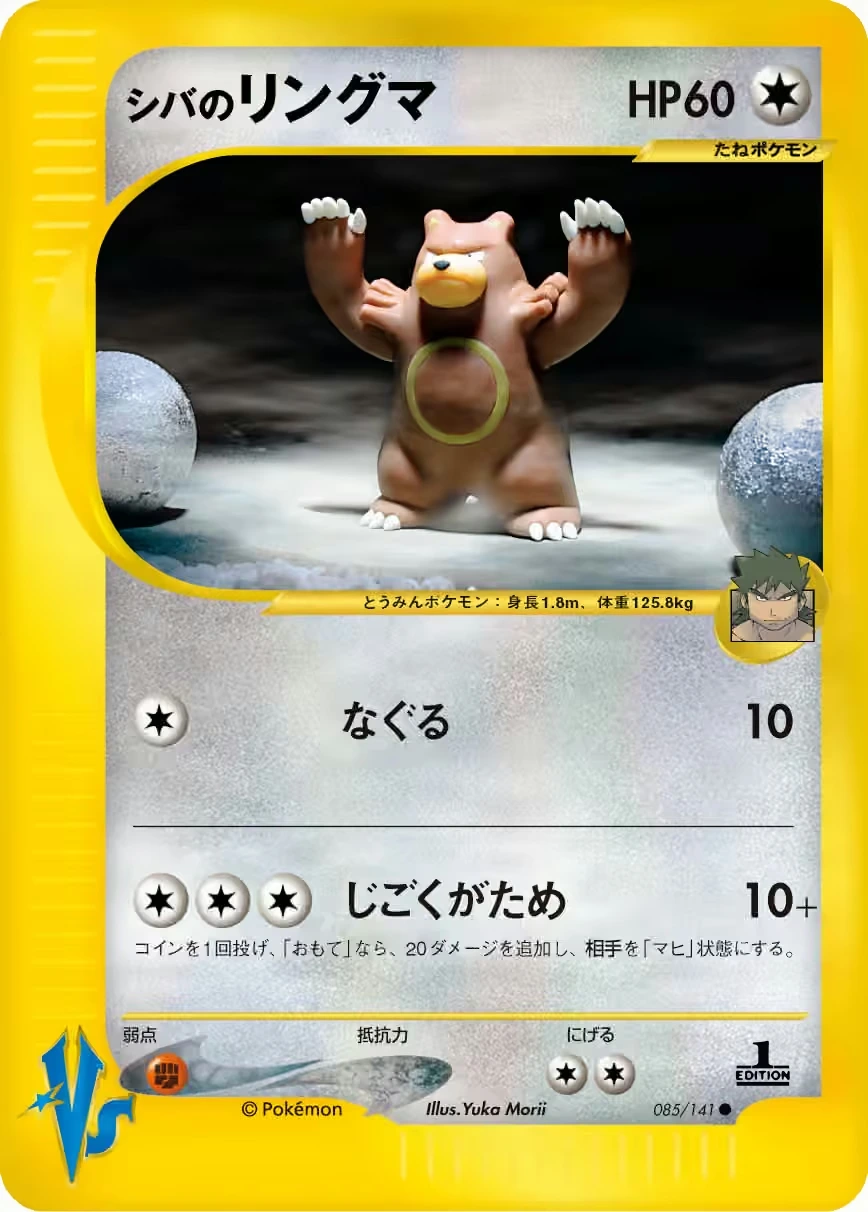 シバのリングマ HP60
たねポケモン
とうみんポケモン：身長1.8m、体重125.8kg
なぐる 10
じごくがため 10+
コインを1回投げ、「おもて」なら、20ダメージを追加し、相手を「マヒ」状態にする。
弱点 抵抗力 にげる
1
EDITION
VS
© Pokémon Illus.Yuka Morii 085/141